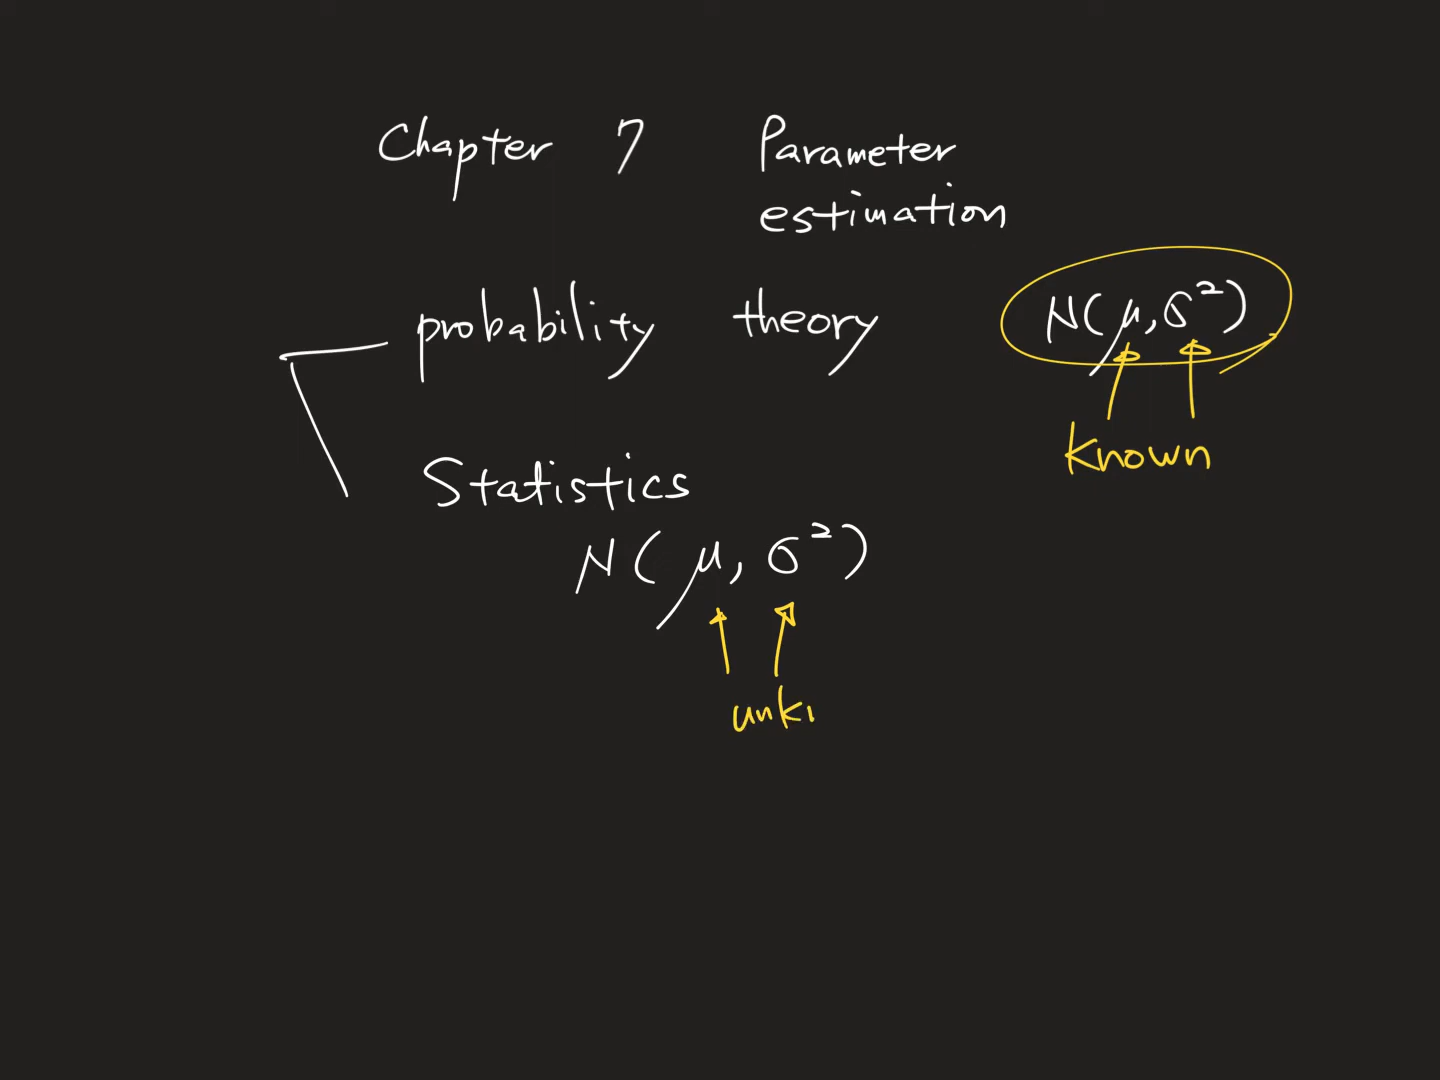 Chapter 7 Parameter
estimation
probability theory N(μ, σ²)
known
Statistics
N(μ, σ²)